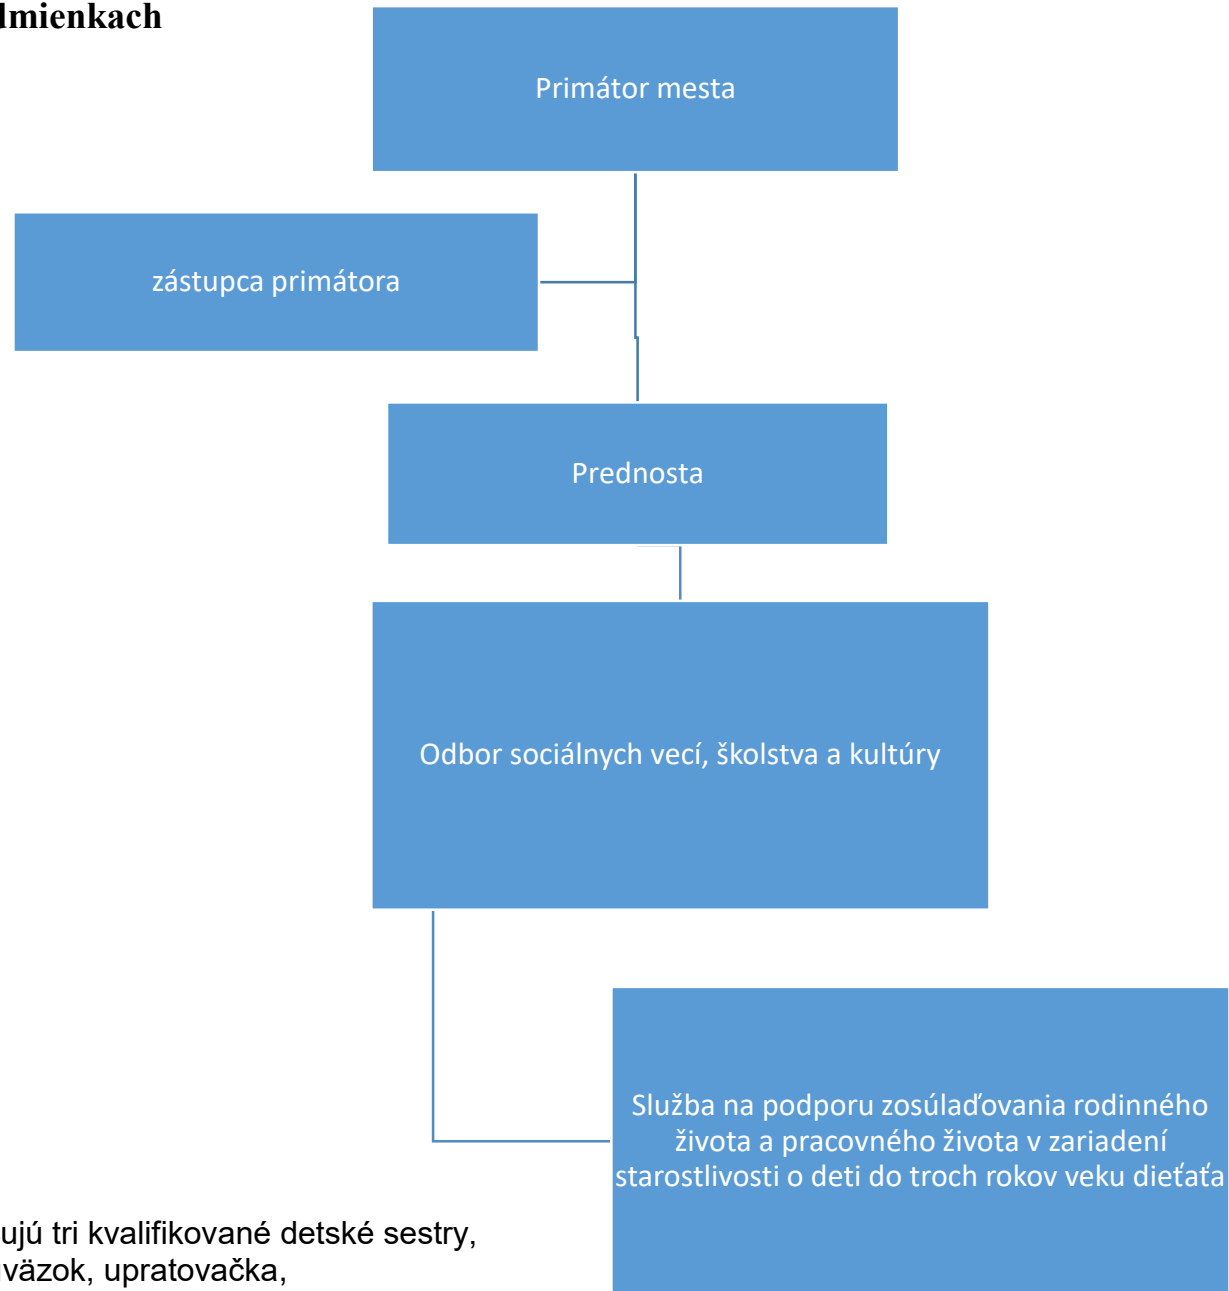 dmienkach
Primátor mesta
zástupca primátora
Prednosta
Odbor sociálnych vecí, školstva a kultúry
Služba na podporu zosúlaďovania rodinného
života a pracovného života v zariadení
starostlivosti o deti do troch rokov veku dieťaťa
ujú tri kvalifikované detské sestry,
úväzok, upratovačka,